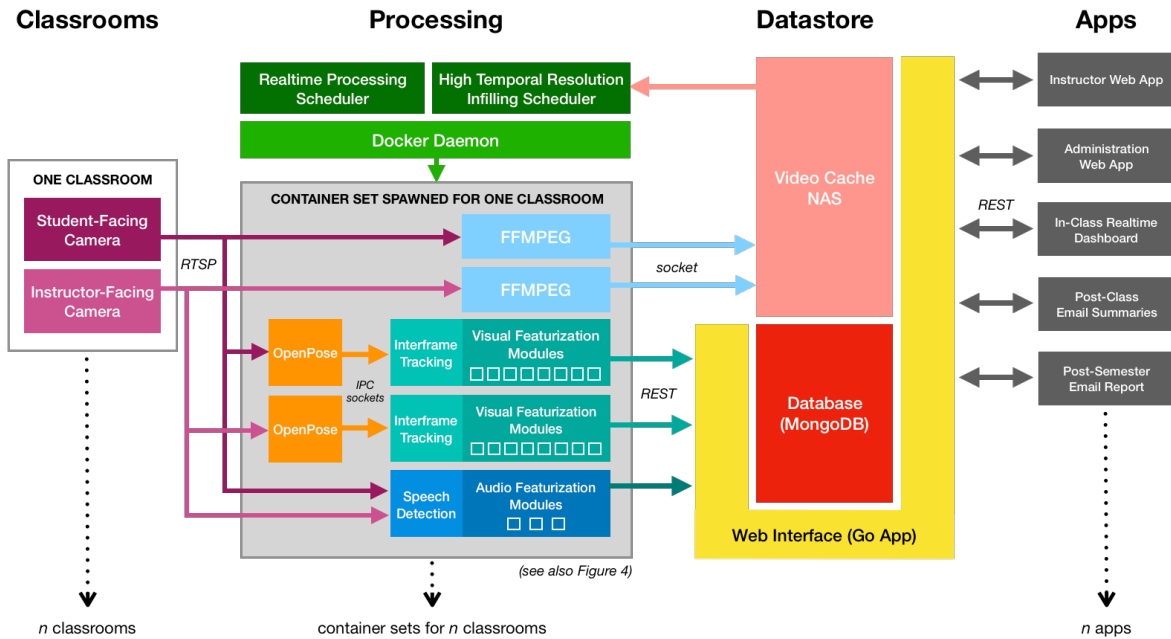 Classrooms
Processing
Datastore
Apps
Realtime Processing
Scheduler
High Temporal Resolution
Infilling Scheduler
Docker Daemon
ONE CLASSROOM
Student-Facing
Camera
Instructor-Facing
Camera
RTSP
CONTAINER SET SPAWNED FOR ONE CLASSROOM
FFMPEG
FFMPEG
socket
OpenPose
IPC
sockets
Interframe
Tracking
Visual Featurization
Modules
OpenPose
Interframe
Tracking
Visual Featurization
Modules
REST
Speech
Detection
Audio Featurization
Modules
(see also Figure 4)
Video Cache
NAS
Database
(MongoDB)
Web Interface (Go App)
REST
Instructor Web App
Administration
Web App
In-Class Realtime
Dashboard
Post-Class
Email Summaries
Post-Semester
Email Report
n classrooms
container sets for n classrooms
n apps